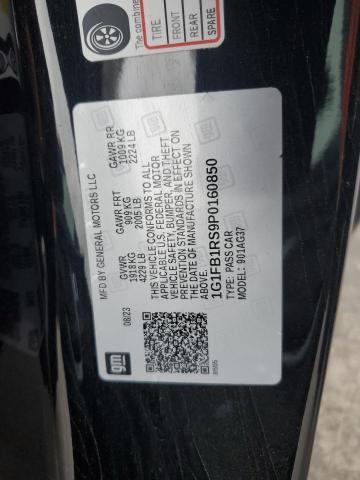 The combine
TIRE
FRONT
REAR
SPARE
MFD BY GENERAL MOTORS LLC
08/23
GVWR
1918 KG
4229 LB
GAWR FRT
909 KG
2005 LB
GAWR RR
1009 KG
2224 LB
THIS VEHICLE CONFORMS TO ALL
APPLICABLE U.S. FEDERAL MOTOR
VEHICLE SAFETY, BUMPER, AND THEFT
PREVENTION STANDARDS IN EFFECT ON
THE DATE OF MANUFACTURE SHOWN
ABOVE.
1G1FB1RS9P0160850
TYPE: PASS CAR
MODEL: 901AG37
gm